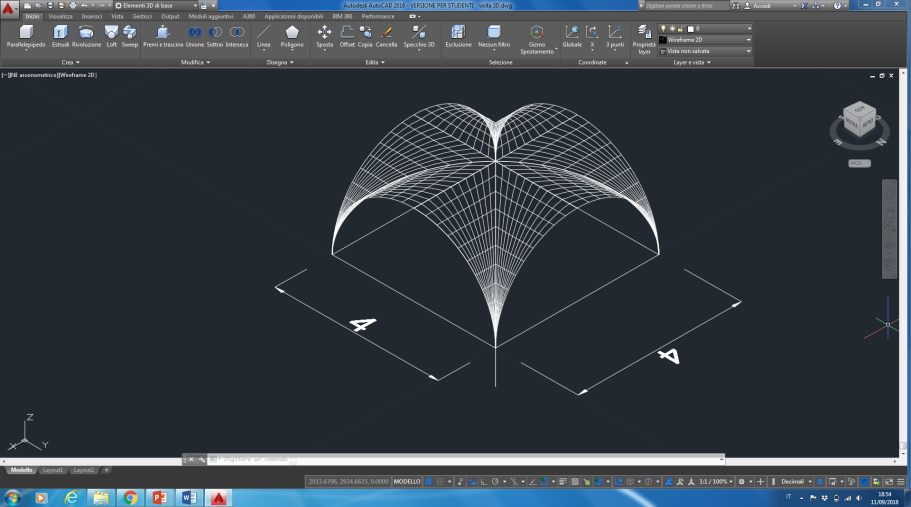 Elementi 3D di base
Autodesk AutoCAD 2016 - VERSIONE PER STUDENTI volta 3D.dwg
Digitare parola chiave o frase
Accedi
Inizio Visualizza Inserisci Vista Gestisci Output Moduli aggiuntivi A360 Applicazioni disponibili BIM 360 Performance
Parallelepipedo Estrudi Rivoluzione Loft Sweep Premi e trascina Unione Sottrai Interseca Linea Poligono Sposta Offset Copia Cancella Specchio 3D Esclusione Nessun filtro Gizmo Spostamento Globale X 3 punti Proprietà layer
0
Wireframe 2D
Vista non salvata
Crea Modifica Disegna Edita Selezione Coordinate Layer e vista
[−][NE assonometrico][Wireframe 2D]
WCS
4
4
Z
X Y
Digitare un comando
Modello Layout1 Layout2 +
2033.6796, 2924.6635, 0.0000 MODELLO 1:1 / 100% Decimali
IT
18:54
11/09/2018